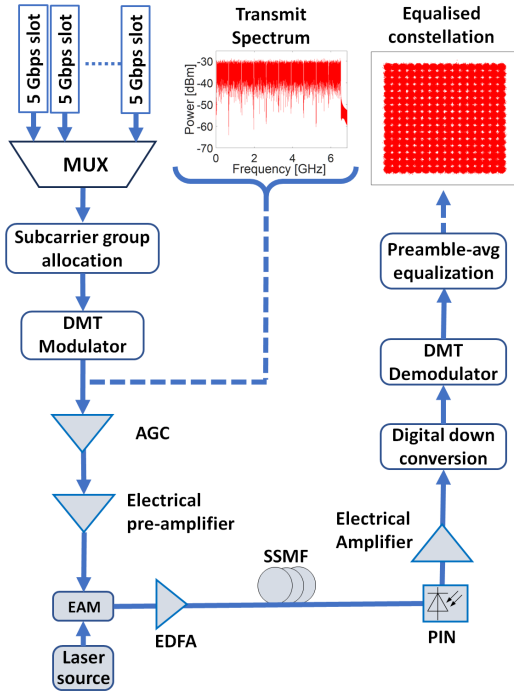 5 Gbps slot
5 Gbps slot
5 Gbps slot
MUX
Subcarrier group
allocation
DMT
Modulator
AGC
Electrical
pre-amplifier
EAM
Laser
source
EDFA
SSMF
PIN
Electrical
Amplifier
Digital down
conversion
DMT
Demodulator
Preamble-avg
equalization
Equalised
constellation
Transmit
Spectrum
Power [dBm]
-30
-40
-50
-60
-70
0
2
4
6
Frequency [GHz]